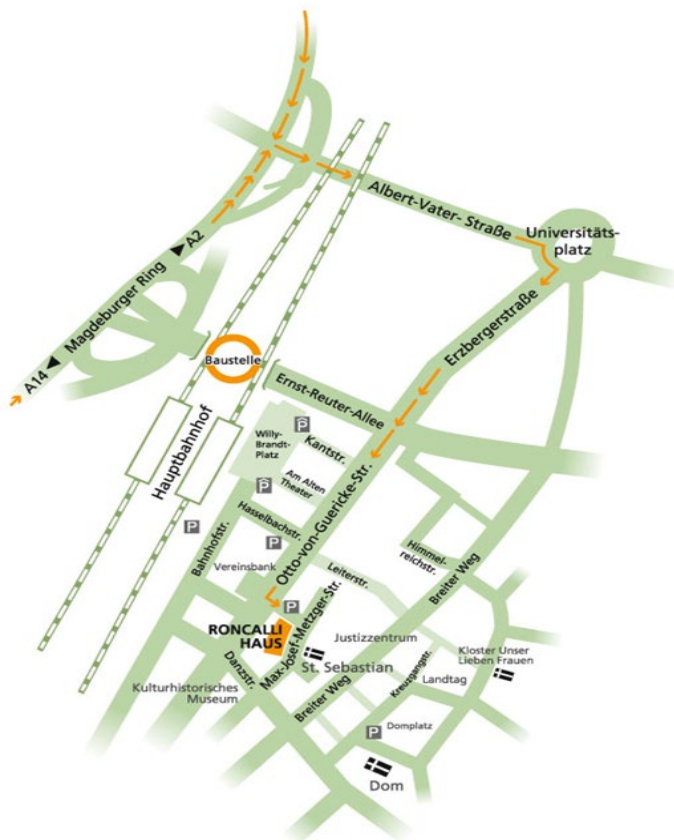 Albert-Vater- Straße
Universitäts-
platz
A2
Magdeburger Ring
A14
Erzbergerstraße
Baustelle
Ernst-Reuter-Allee
Hauptbahnhof
P
Willy-
Brandt-
Platz
Kantstr.
Am Alten
Theater
P
Otto-von-Guericke-Str.
Hasselbachstr.
P
Bahnhofstr.
P
Vereinsbank
Himmel-
reichstr.
Leiterstr.
Breiter Weg
P
RONCALLI
HAUS
Max-Josef-Metzger-Str.
Justizzentrum
St. Sebastian
Kloster Unser
Lieben Frauen
Danzstr.
Kreuzgangstr.
Landtag
Kulturhistorisches
Museum
Breiter Weg
P
Domplatz
Dom